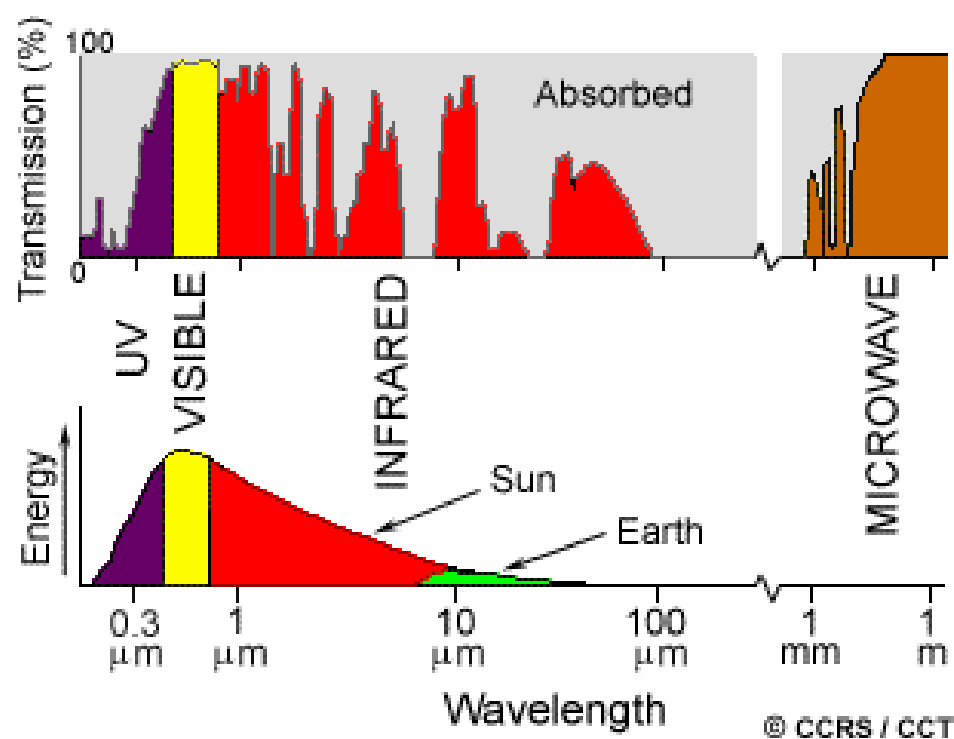 Transmission (%)
100
Absorbed
0
UV
VISIBLE
INFRARED
MICROWAVE
Energy
Sun
Earth
0.3 1 10 100 1 1
μm μm μm μm mm m
Wavelength
© CCRS / CCT